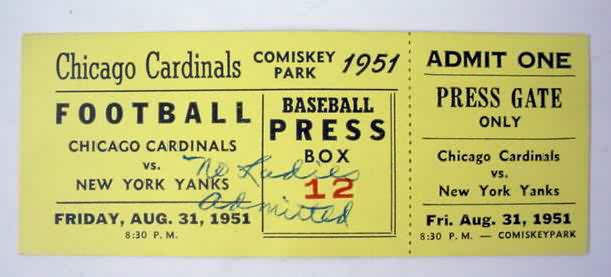 Chicago Cardinals COMISKEY PARK 1951
FOOTBALL
CHICAGO CARDINALS
vs.
NEW YORK YANKS
FRIDAY, AUG. 31, 1951
8:30 P. M.
BASEBALL
PRESS
BOX
12
No Ladies
Admitted
ADMIT ONE
PRESS GATE
ONLY
Chicago Cardinals
vs.
New York Yanks
Fri. Aug. 31, 1951
8:30 P. M. — COMISKEYPARK